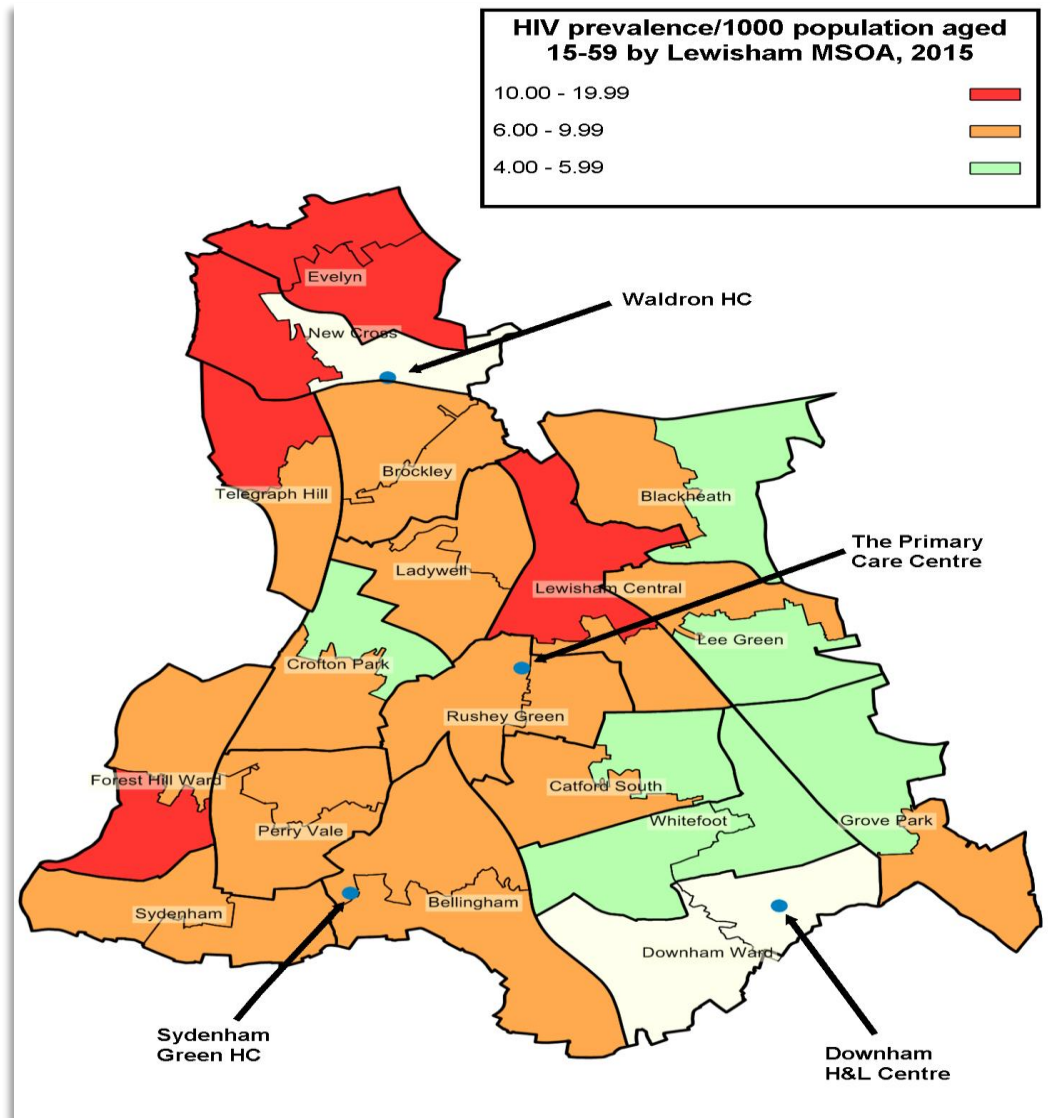 HIV prevalence/1000 population aged
15-59 by Lewisham MSOA, 2015
10.00 - 19.99
6.00 - 9.99
4.00 - 5.99
Evelyn
Waldron HC
New Cross
Brockley
Telegraph Hill
Blackheath
The Primary
Care Centre
Ladywell
Lewisham Central
Lee Green
Crofton Park
Rushey Green
Forest Hill Ward
Catford South
Perry Vale
Whitefoot
Grove Park
Sydenham
Bellingham
Downham Ward
Sydenham
Green HC
Downham
H&L Centre